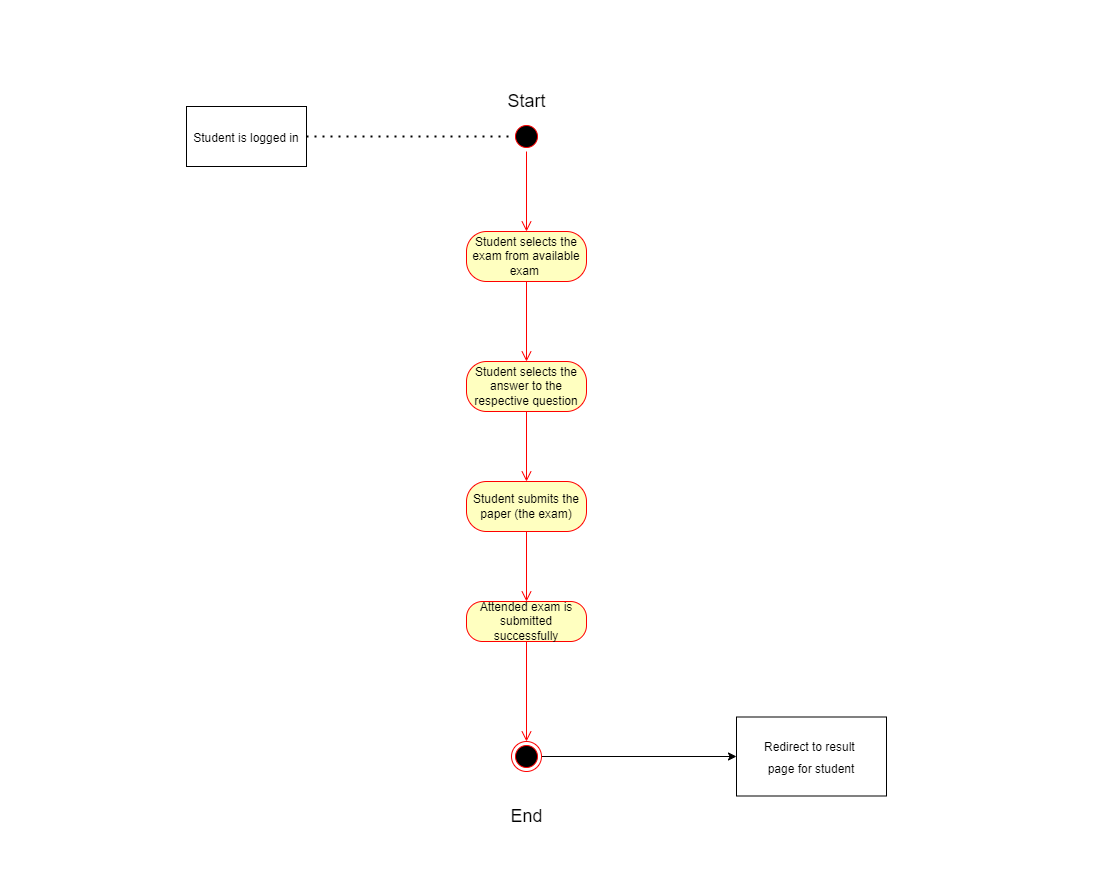 Start
Student is logged in
Student selects the
exam from available
exam
Student selects the
answer to the
respective question
Student submits the
paper (the exam)
Attended exam is
submitted
successfully
Redirect to result
page for student
End